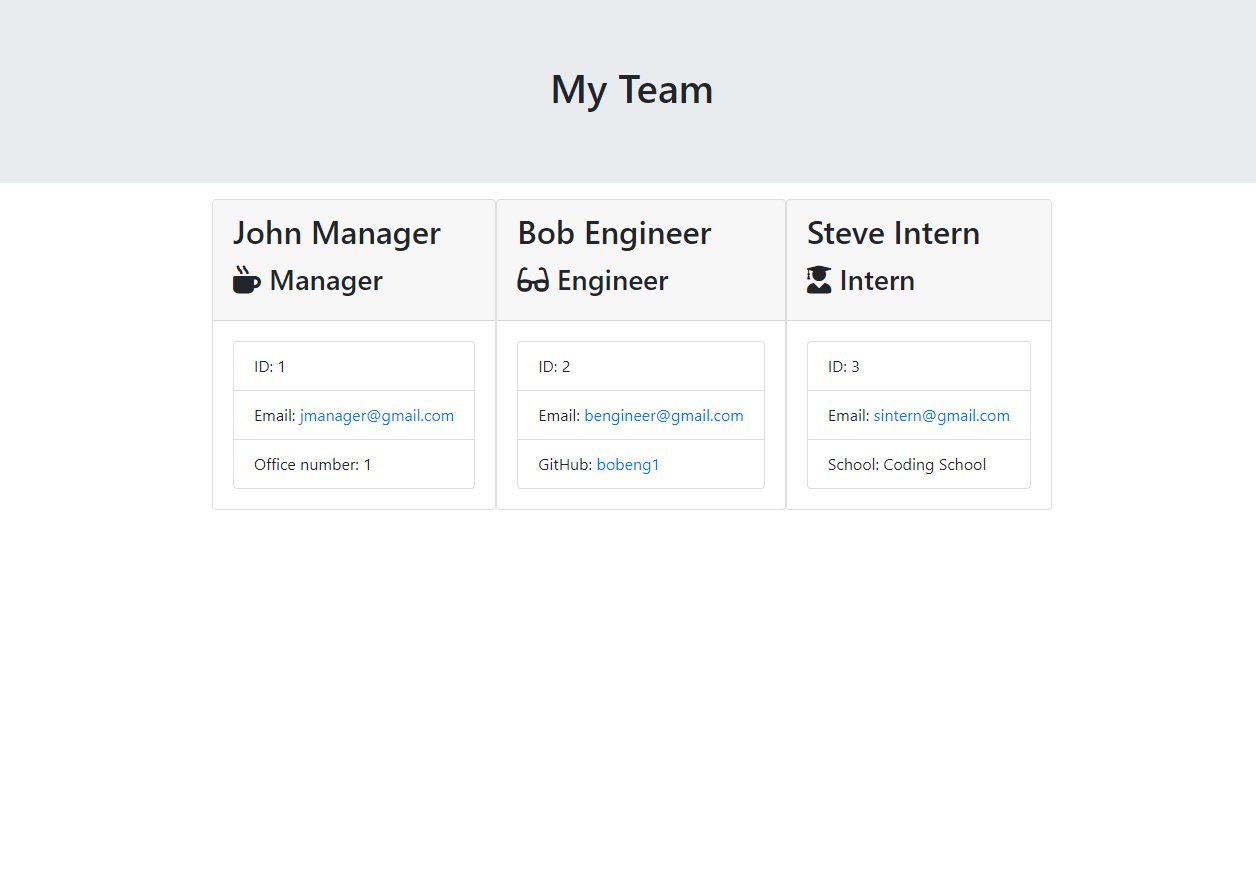 My Team
John Manager
Manager
ID: 1
Email: jmanager@gmail.com
Office number: 1
Bob Engineer
Engineer
ID: 2
Email: bengineer@gmail.com
GitHub: bobeng1
Steve Intern
Intern
ID: 3
Email: sintern@gmail.com
School: Coding School